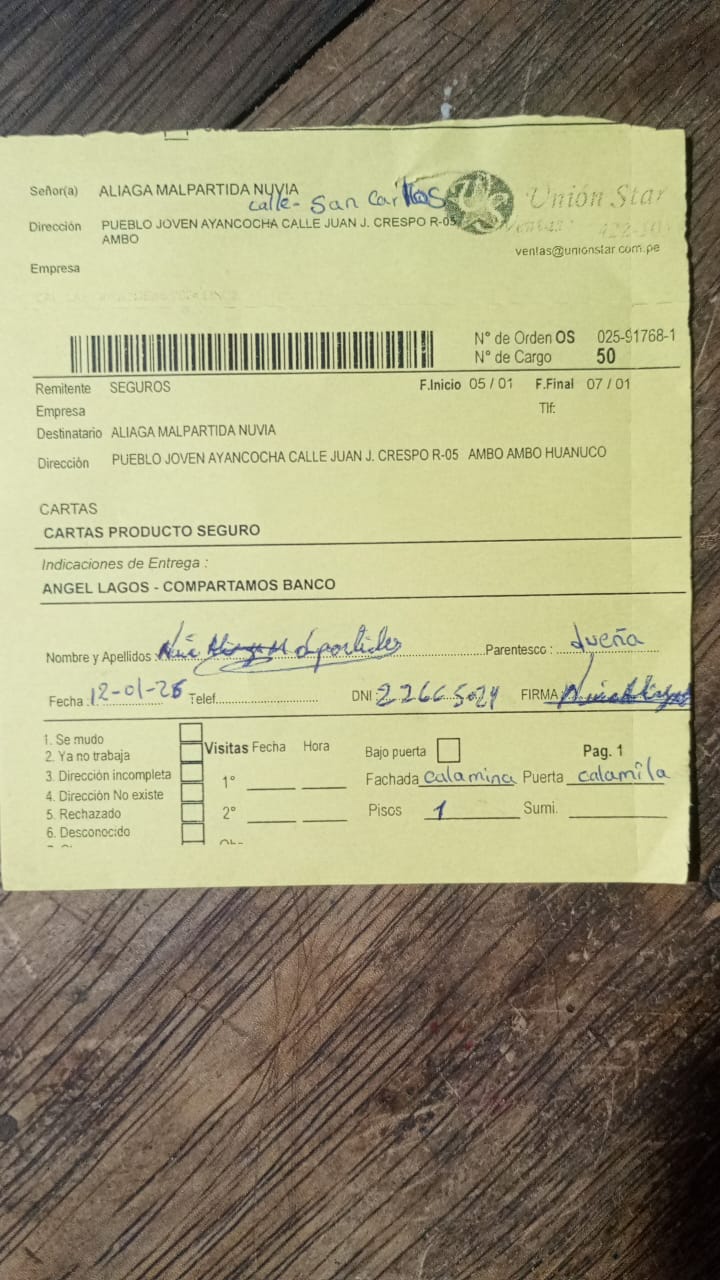 Señor(a) ALIAGA MALPARTIDA NUVIA
calle- San Carlos
Dirección PUEBLO JOVEN AYANCOCHA CALLE JUAN J. CRESPO R-05
AMBO
Empresa
US Unión Star
Ventas:
ventas@unionstar.com.pe
N° de Orden OS 025-91768-1
N° de Cargo 50
Remitente SEGUROS F.Inicio 05 / 01 F.Final 07 / 01
Empresa Tlf:
Destinatario ALIAGA MALPARTIDA NUVIA
Dirección PUEBLO JOVEN AYANCOCHA CALLE JUAN J. CRESPO R-05 AMBO AMBO HUANUCO
CARTAS
CARTAS PRODUCTO SEGURO
Indicaciones de Entrega :
ANGEL LAGOS - COMPARTAMOS BANCO
Nombre y Apellidos Parentesco : dueña
Fecha : 12-01-26 Telef. DNI 22665024 FIRMA
1. Se mudo
2. Ya no trabaja
3. Dirección incompleta
4. Dirección No existe
5. Rechazado
6. Desconocido
Visitas Fecha Hora
1°
2°
Bajo puerta Pag. 1
Fachada calamina Puerta calamila
Pisos 1 Sumi.